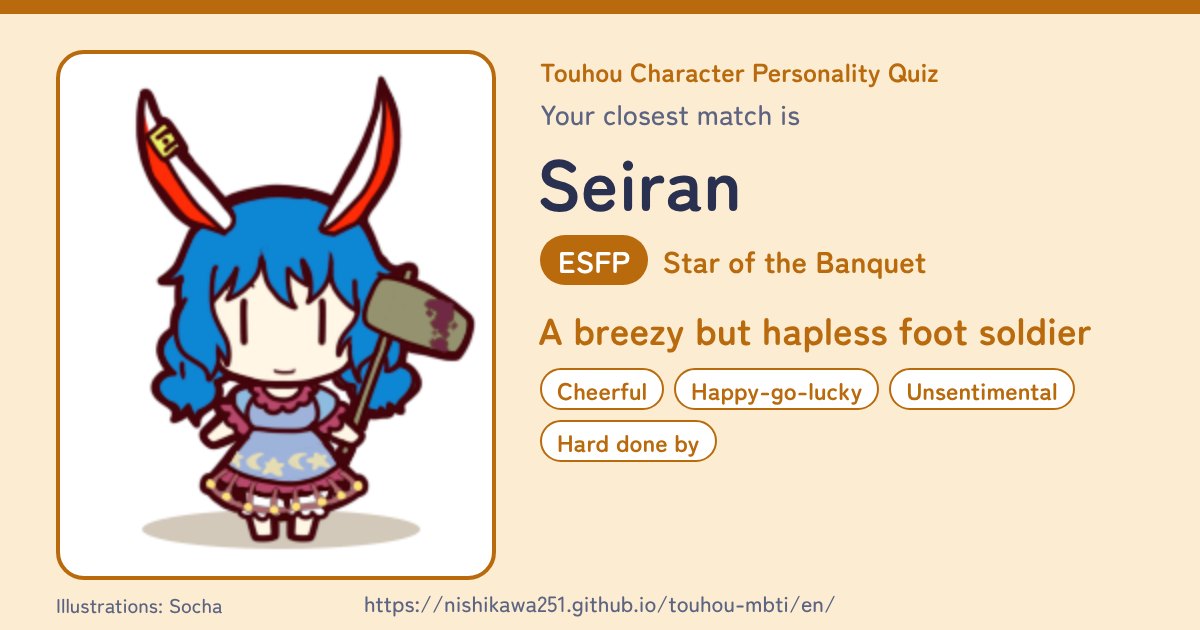 Touhou Character Personality Quiz
Your closest match is
Seiran
ESFP Star of the Banquet
A breezy but hapless foot soldier
Cheerful Happy-go-lucky Unsentimental
Hard done by
Illustrations: Socha https://nishikawa251.github.io/touhou-mbti/en/